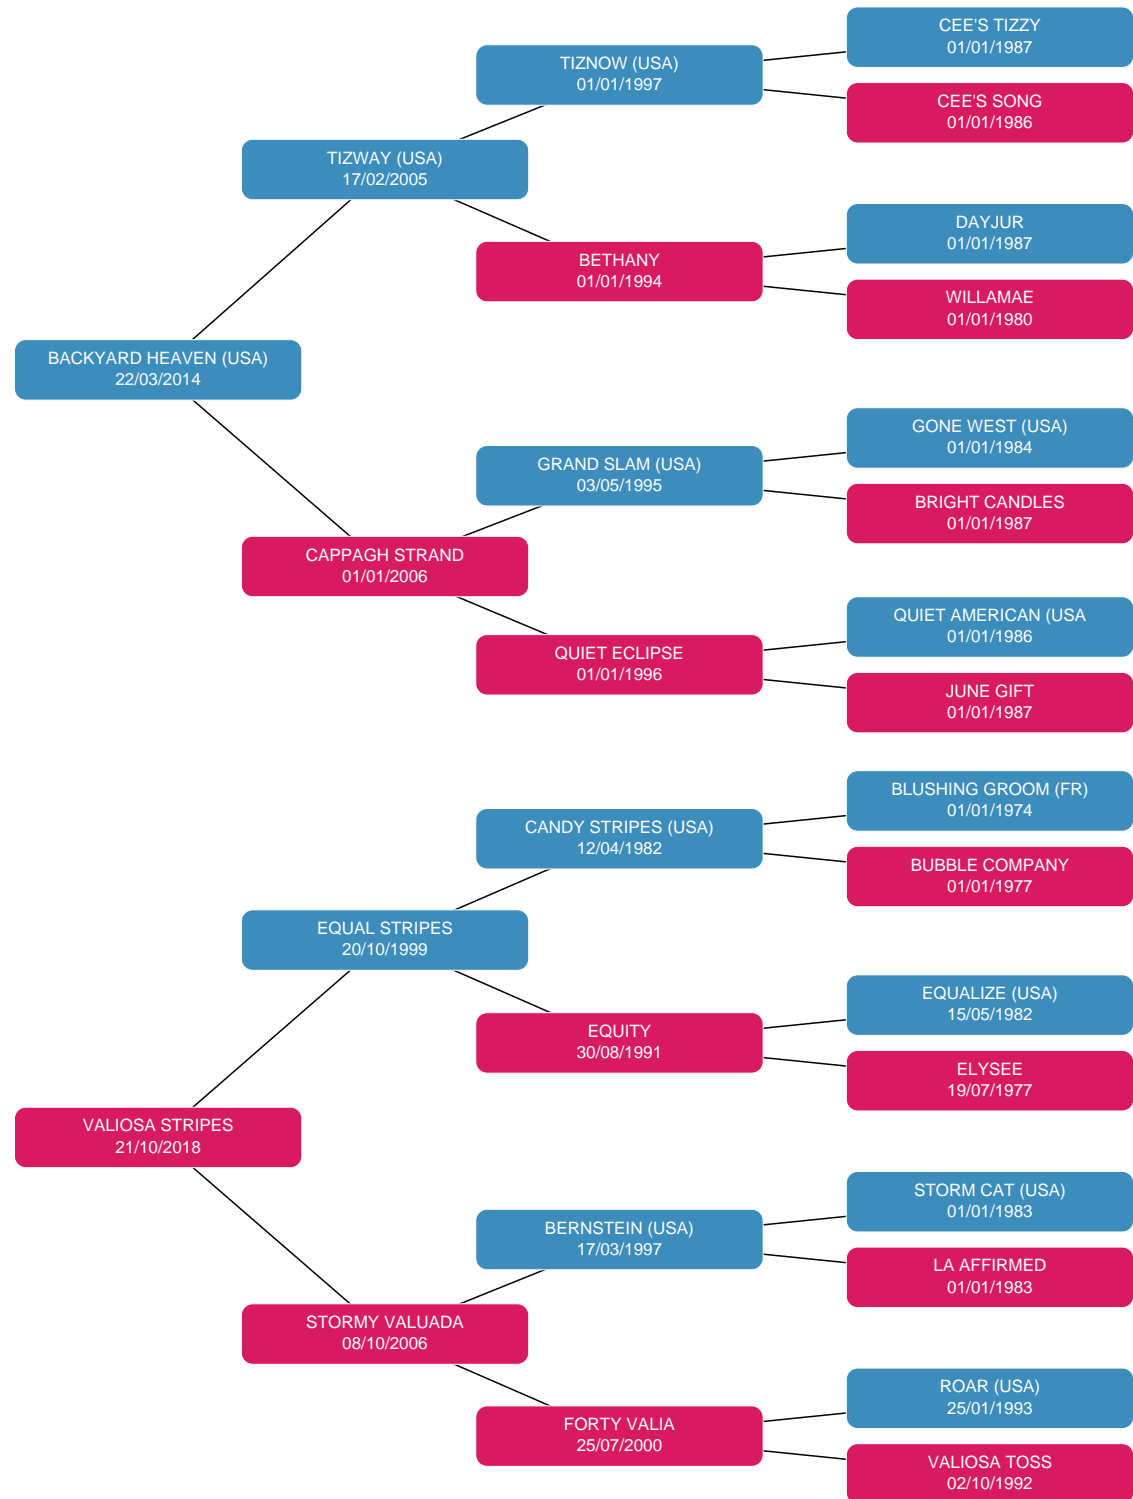 CEE'S TIZZY
01/01/1987
TIZNOW (USA)
01/01/1997
CEE'S SONG
01/01/1986
TIZWAY (USA)
17/02/2005
DAYJUR
01/01/1987
BETHANY
01/01/1994
WILLAMAE
01/01/1980
BACKYARD HEAVEN (USA)
22/03/2014
GONE WEST (USA)
01/01/1984
GRAND SLAM (USA)
03/05/1995
BRIGHT CANDLES
01/01/1987
CAPPAGH STRAND
01/01/2006
QUIET AMERICAN (USA
01/01/1986
QUIET ECLIPSE
01/01/1996
JUNE GIFT
01/01/1987
BLUSHING GROOM (FR)
01/01/1974
CANDY STRIPES (USA)
12/04/1982
BUBBLE COMPANY
01/01/1977
EQUAL STRIPES
20/10/1999
EQUALIZE (USA)
15/05/1982
EQUITY
30/08/1991
ELYSEE
19/07/1977
VALIOSA STRIPES
21/10/2018
STORM CAT (USA)
01/01/1983
BERNSTEIN (USA)
17/03/1997
LA AFFIRMED
01/01/1983
STORMY VALUADA
08/10/2006
ROAR (USA)
25/01/1993
FORTY VALIA
25/07/2000
VALIOSA TOSS
02/10/1992